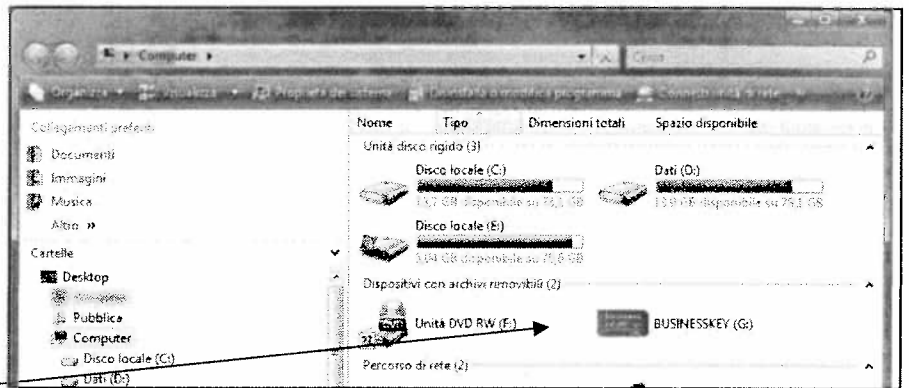 Computer
Cerca
Organizza Visualizza Proprietà del sistema Disinstalla o modifica programma Connetti unità di rete
Collegamenti preferiti
Documenti
Immagini
Musica
Altro »
Cartelle
Desktop
Pubblica
Computer
Disco locale (C:)
Dati (D:)
Nome Tipo Dimensioni totali Spazio disponibile
Unità disco rigido (3)
Disco locale (C:)
Dati (D:)
Disco locale (E:)
Dispositivi con archivi removibili (2)
Unità DVD RW (F:)
BUSINESSKEY (G:)
Percorso di rete (2)